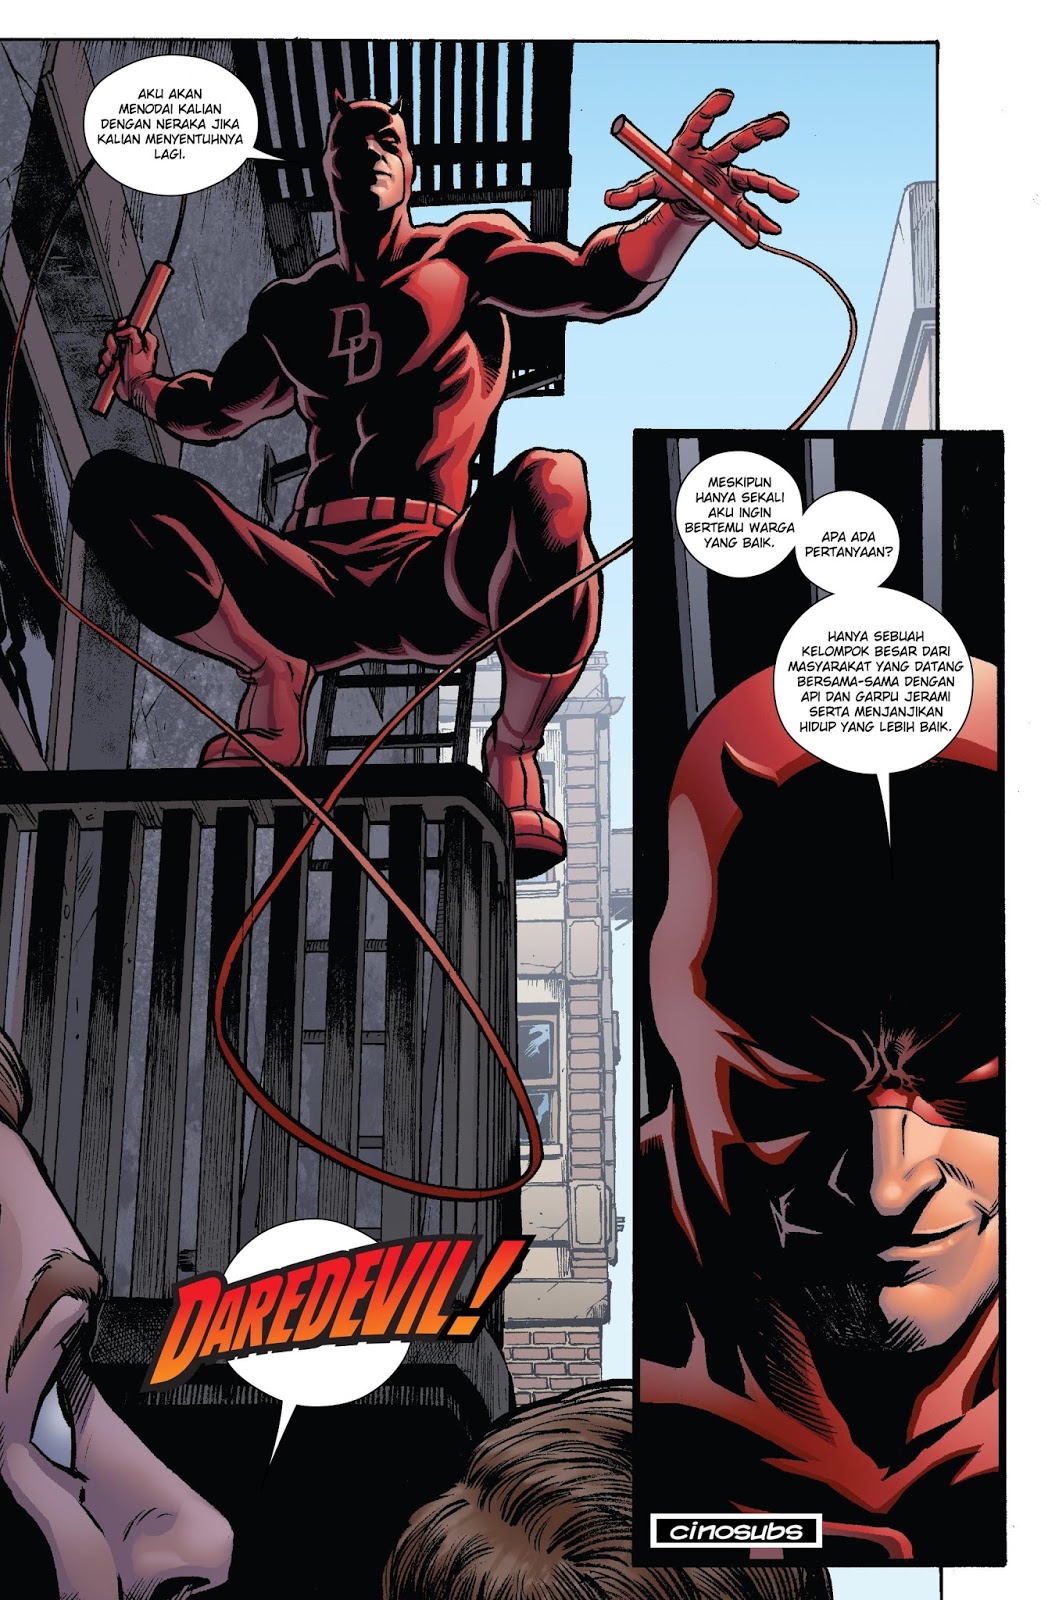 AKU AKAN
MENODAI KALIAN
DENGAN NERAKA JIKA
KALIAN MENYENTUHNYA
LAGI.
DD
MESKIPUN
HANYA SEKALI
AKU INGIN
BERTEMU WARGA
YANG BAIK.
APA ADA
PERTANYAAN?
HANYA SEBUAH
KELOMPOK BESAR DARI
MASYARAKAT YANG DATANG
BERSAMA-SAMA DENGAN
API DAN GARPU JERAMI
SERTA MENJANJIKAN
HIDUP YANG LEBIH BAIK.
DAREDEVIL!
cinosubs